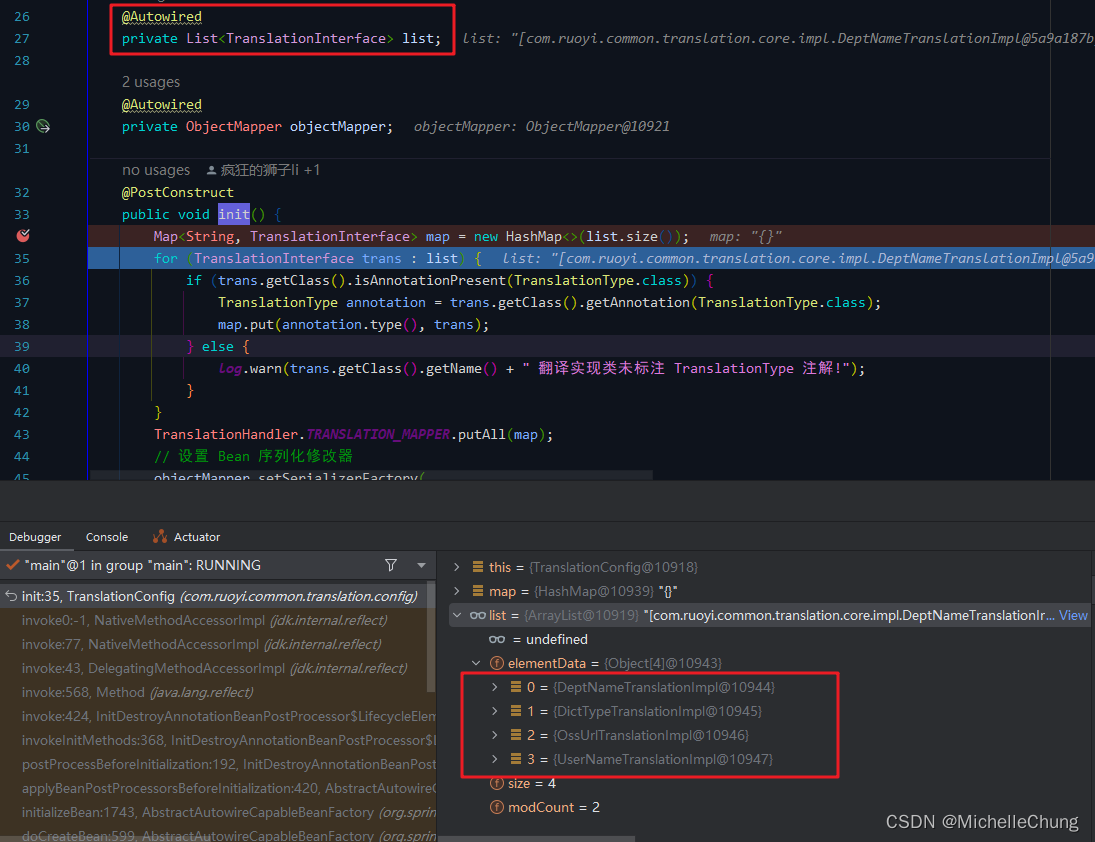 26 @Autowired
27 private List<TranslationInterface> list; list: "[com.ruoyi.common.translation.core.impl.DeptNameTranslationImpl@5a9a187b,
28
2 usages
29 @Autowired
30 private ObjectMapper objectMapper; objectMapper: ObjectMapper@10921
31
no usages 疯狂的狮子li +1
32 @PostConstruct
33 public void init() {
Map<String, TranslationInterface> map = new HashMap<>(list.size()); map: "{}"
35 for (TranslationInterface trans : list) { list: "[com.ruoyi.common.translation.core.impl.DeptNameTranslationImpl@5a9
36 if (trans.getClass().isAnnotationPresent(TranslationType.class)) {
37 TranslationType annotation = trans.getClass().getAnnotation(TranslationType.class);
38 map.put(annotation.type(), trans);
39 } else {
40 log.warn(trans.getClass().getName() + " 翻译实现类未标注 TranslationType 注解!");
41 }
42 }
43 TranslationHandler.TRANSLATION_MAPPER.putAll(map);
44 // 设置 Bean 序列化修改器
45 objectMapper.setSerializerFactory(
Debugger Console Actuator
"main"@1 in group "main": RUNNING
init:35, TranslationConfig (com.ruoyi.common.translation.config)
invoke0:-1, NativeMethodAccessorImpl (jdk.internal.reflect)
invoke:77, NativeMethodAccessorImpl (jdk.internal.reflect)
invoke:43, DelegatingMethodAccessorImpl (jdk.internal.reflect)
invoke:568, Method (java.lang.reflect)
invoke:424, InitDestroyAnnotationBeanPostProcessor$LifecycleElem
invokeInitMethods:368, InitDestroyAnnotationBeanPostProcessor$L
postProcessBeforeInitialization:192, InitDestroyAnnotationBeanPost
applyBeanPostProcessorsBeforeInitialization:420, AbstractAutowireC
initializeBean:1743, AbstractAutowireCapableBeanFactory (org.sprin
doCreateBean:599, AbstractAutowireCapableBeanFactory (org.sprin
this = {TranslationConfig@10918}
map = {HashMap@10939} "{}"
list = {ArrayList@10919} "[com.ruoyi.common.translation.core.impl.DeptNameTranslationIr... View
= undefined
elementData = {Object[4]@10943}
0 = {DeptNameTranslationImpl@10944}
1 = {DictTypeTranslationImpl@10945}
2 = {OssUrlTranslationImpl@10946}
3 = {UserNameTranslationImpl@10947}
size = 4
modCount = 2
CSDN @MichelleChung